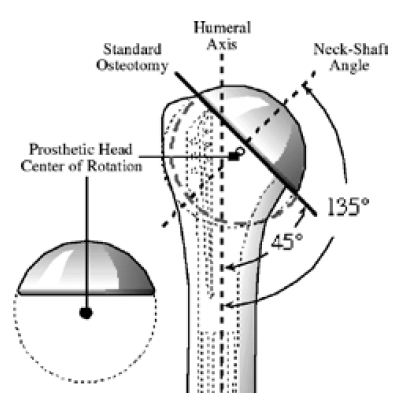 Humeral
Axis
Standard
Osteotomy
Neck-Shaft
Angle
Prosthetic Head
Center of Rotation
135°
45°